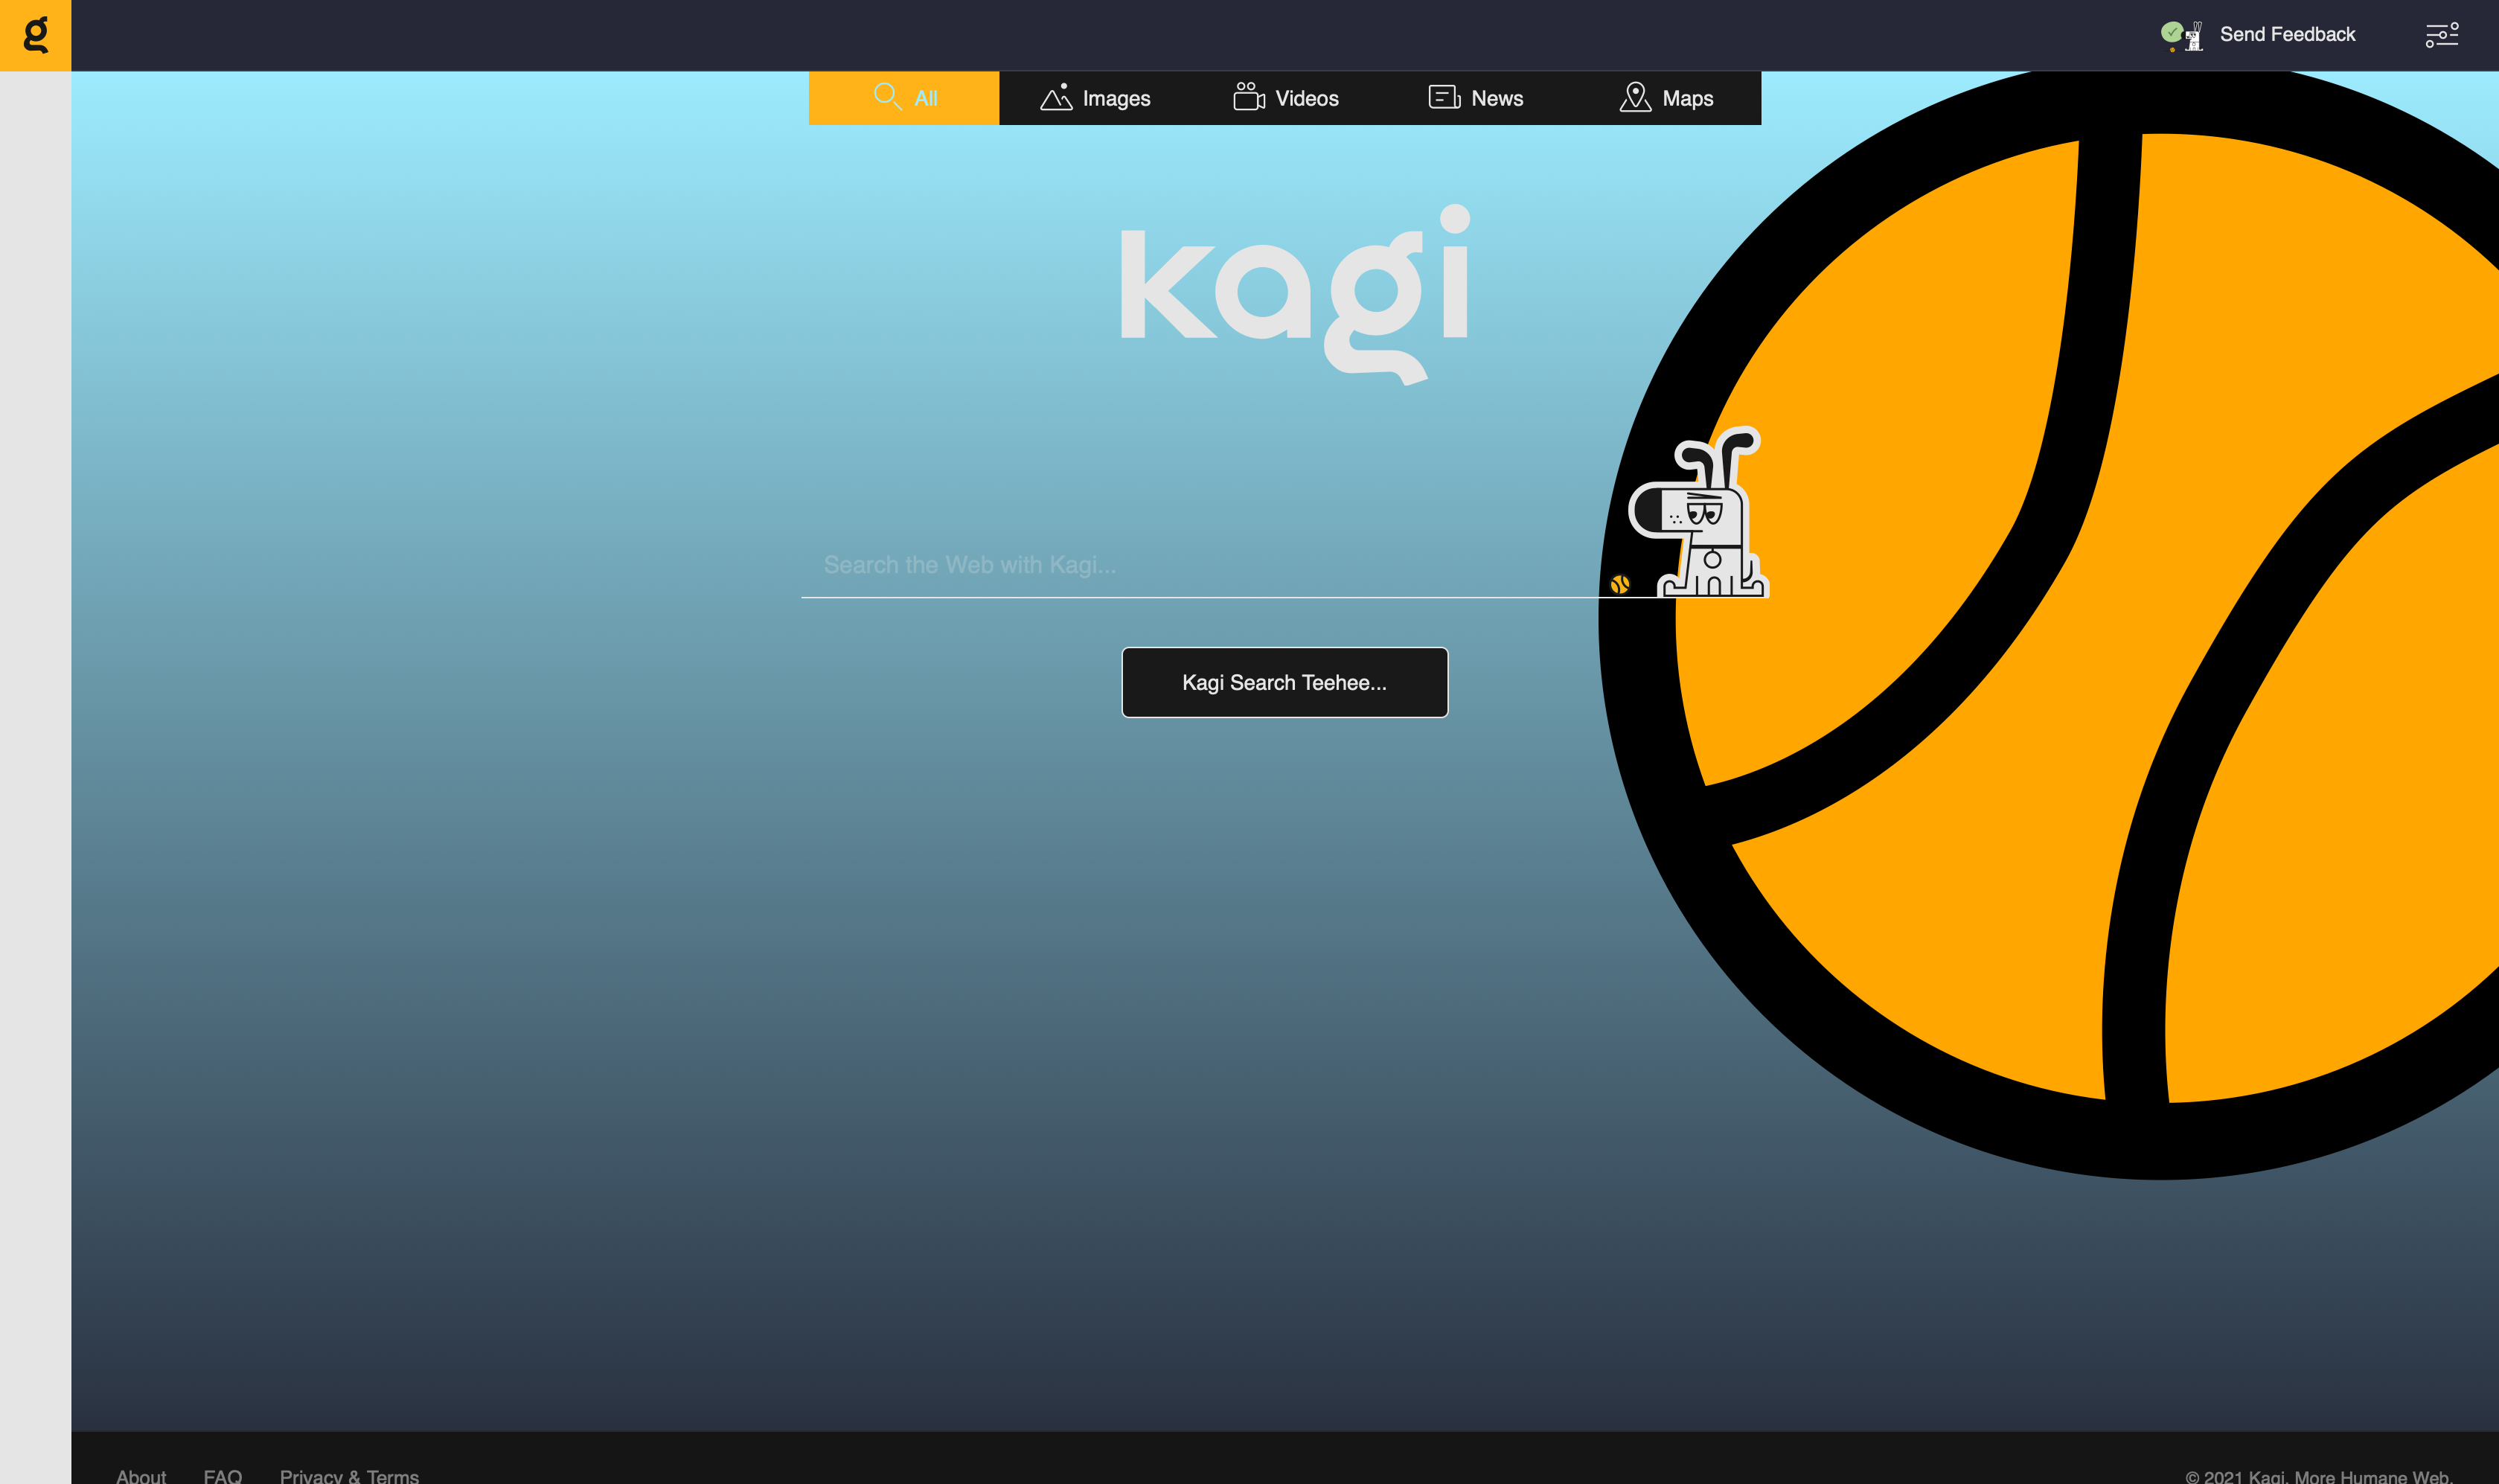 g
Send Feedback
All
Images
Videos
News
Maps
kagi
Search the Web with Kagi...
Kagi Search Teehee...
About
FAQ
Privacy & Terms
© 2021 Kagi. More Humane Web.